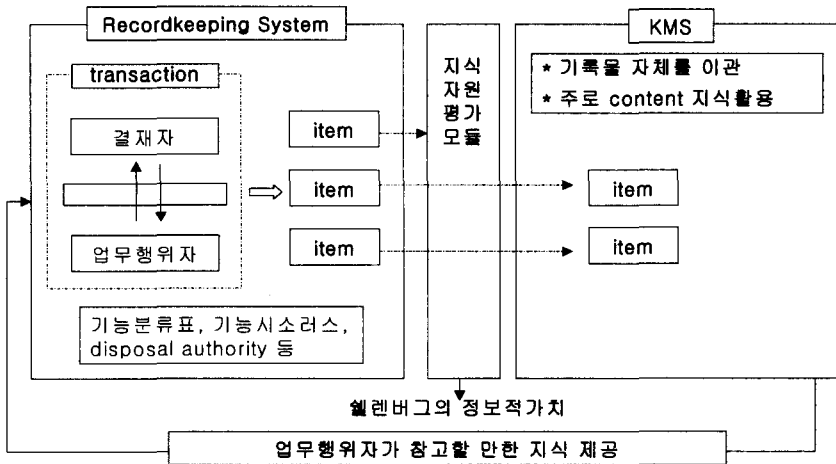 Recordkeeping System
transaction
결재자
업무행위자
item
item
item
기능분류표, 기능시소러스,
disposal authority 등
지식
자원
평가
모듈
KMS
* 기록물 자체를 이관
* 주로 content 지식활용
item
item
쉘렌버그의 정보적가치
업무행위자가 참고할 만한 지식 제공